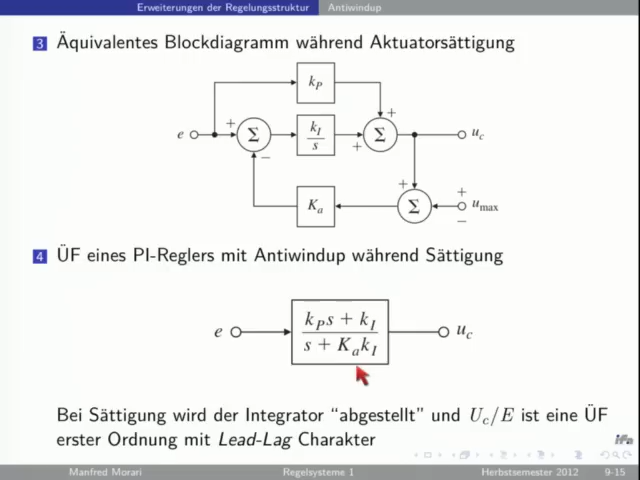 Erweiterungen der Regelungsstruktur Antiwindup
3 Äquivalentes Blockdiagramm während Aktuatorsättigung
k_P
+
e + Σ k_I/s + Σ u_c
−
+ +
K_a Σ u_max
−
4 ÜF eines PI-Reglers mit Antiwindup während Sättigung
k_P s + k_I
e u_c
s + K_a k_I
Bei Sättigung wird der Integrator “abgestellt” und U_c/E ist eine ÜF
erster Ordnung mit Lead-Lag Charakter
ifa
Manfred Morari Regelsysteme 1 Herbstsemester 2012 9-15